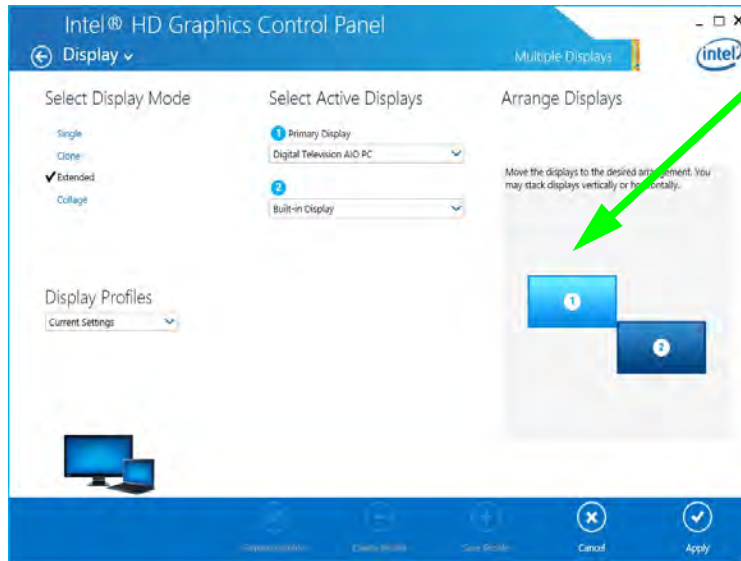 Intel® HD Graphics Control Panel
Display
Multiple Displays
intel
Select Display Mode
Single
Clone
Extended
Collage
Select Active Displays
1 Primary Display
Digital Television AIO PC
2
Built-in Display
Arrange Displays
Move the displays to the desired arrangement. You
may stack displays vertically or horizontally.
1
2
Display Profiles
Current Settings
Save Profile
Cancel
Apply